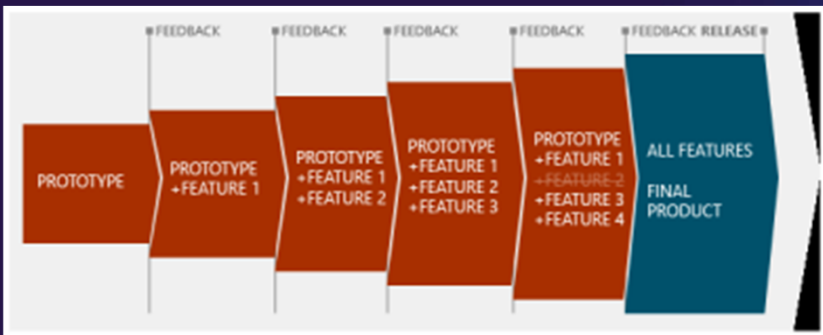 FEEDBACK
FEEDBACK
FEEDBACK
FEEDBACK
FEEDBACK RELEASE
PROTOTYPE
PROTOTYPE
+FEATURE 1
PROTOTYPE
+FEATURE 1
+FEATURE 2
PROTOTYPE
+FEATURE 1
+FEATURE 2
+FEATURE 3
PROTOTYPE
+FEATURE 1
+FEATURE 2
+FEATURE 3
+FEATURE 4
ALL FEATURES
FINAL
PRODUCT